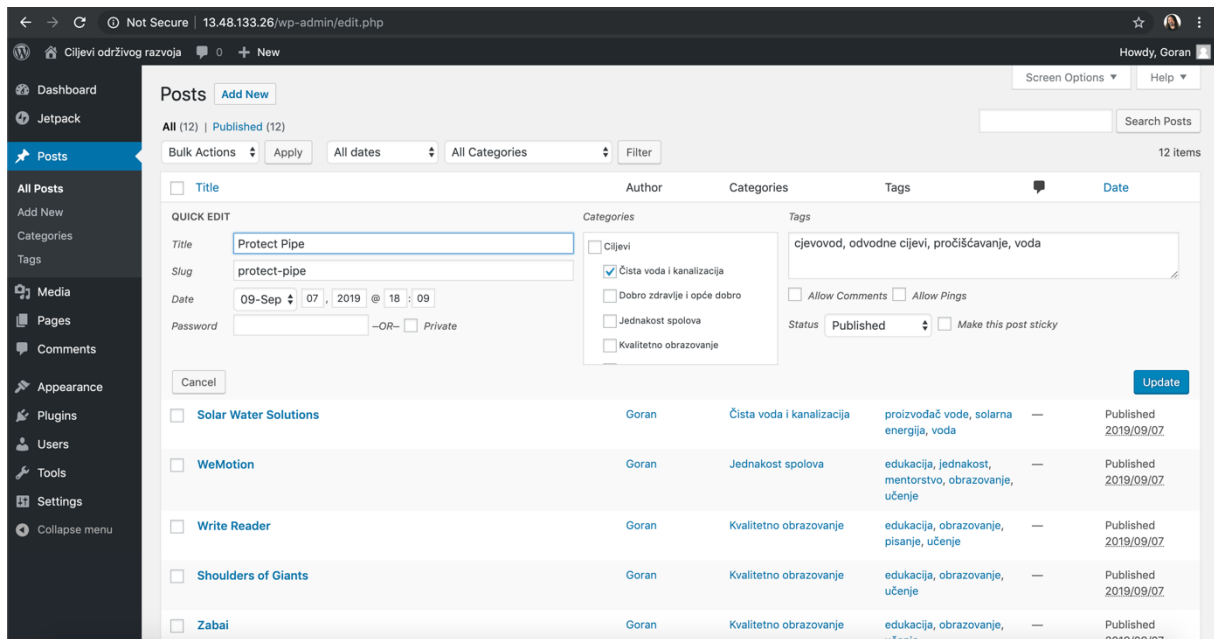 Not Secure | 13.48.133.26/wp-admin/edit.php
Ciljevi održivog razvoja 0 + New Howdy, Goran
Screen Options ▼ Help ▼
Dashboard
Jetpack
Posts
All Posts
Add New
Categories
Tags
Media
Pages
Comments
Appearance
Plugins
Users
Tools
Settings
Collapse menu
Posts Add New
All (12) | Published (12)
Search Posts
Bulk Actions Apply All dates All Categories Filter 12 items
Title Author Categories Tags Date
QUICK EDIT
Title Protect Pipe
Slug protect-pipe
Date 09-Sep 07 , 2019 @ 18 : 09
Password –OR– Private
Categories
Ciljevi
Čista voda i kanalizacija
Dobro zdravlje i opće dobro
Jednakost spolova
Kvalitetno obrazovanje
Tags
cjevovod, odvodne cijevi, pročišćavanje, voda
Allow Comments Allow Pings
Status Published Make this post sticky
Cancel Update
Solar Water Solutions Goran Čista voda i kanalizacija proizvođač vode, solarna — Published
energija, voda 2019/09/07
WeMotion Goran Jednakost spolova edukacija, jednakost, — Published
mentorstvo, obrazovanje, 2019/09/07
učenje
Write Reader Goran Kvalitetno obrazovanje edukacija, obrazovanje, — Published
pisanje, učenje 2019/09/07
Shoulders of Giants Goran Kvalitetno obrazovanje edukacija, obrazovanje, — Published
učenje 2019/09/07
Zabai Goran Kvalitetno obrazovanje edukacija, obrazovanje, — Published